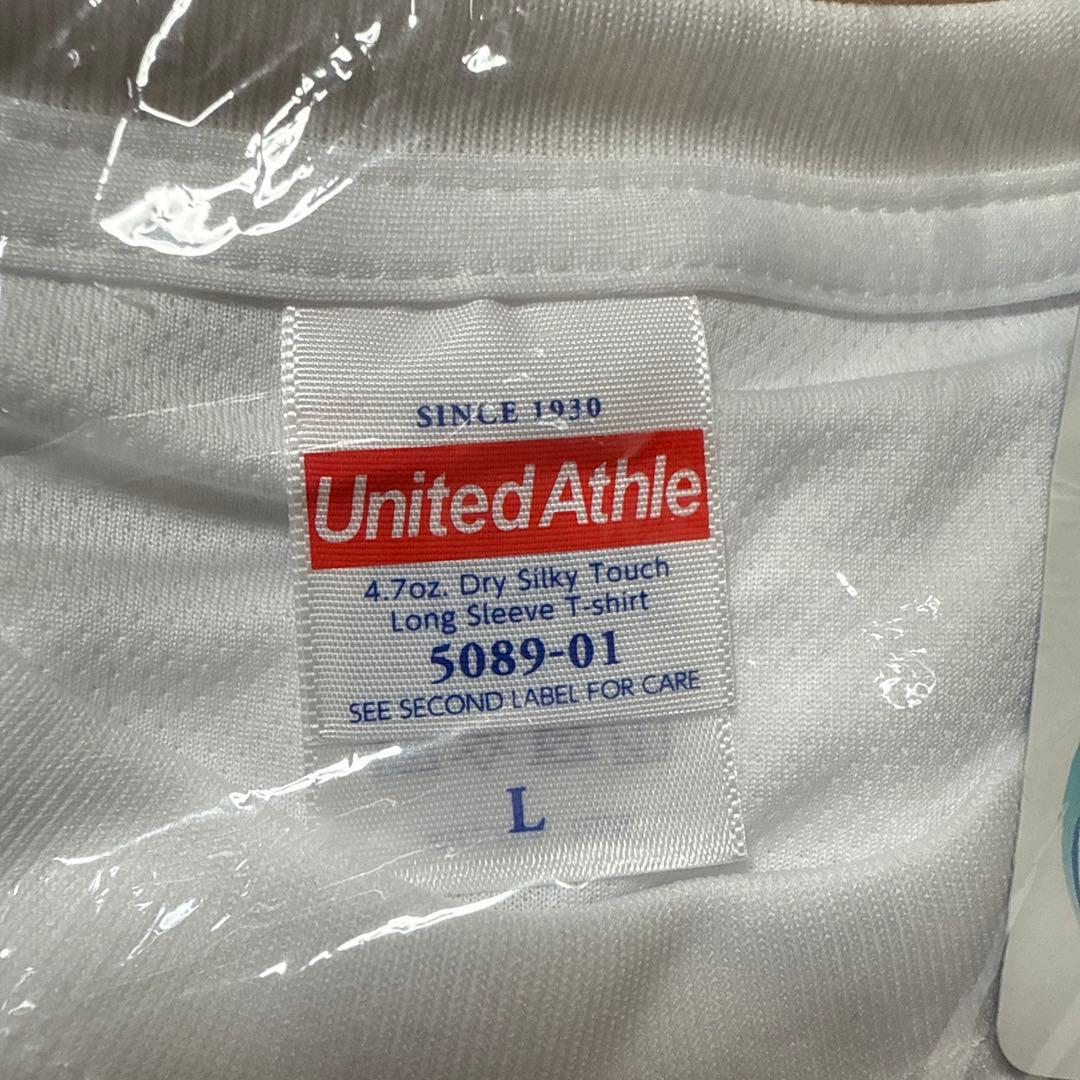 SINCE 1930
United Athle
4.7oz. Dry Silky Touch
Long Sleeve T-shirt
5089-01
SEE SECOND LABEL FOR CARE
L